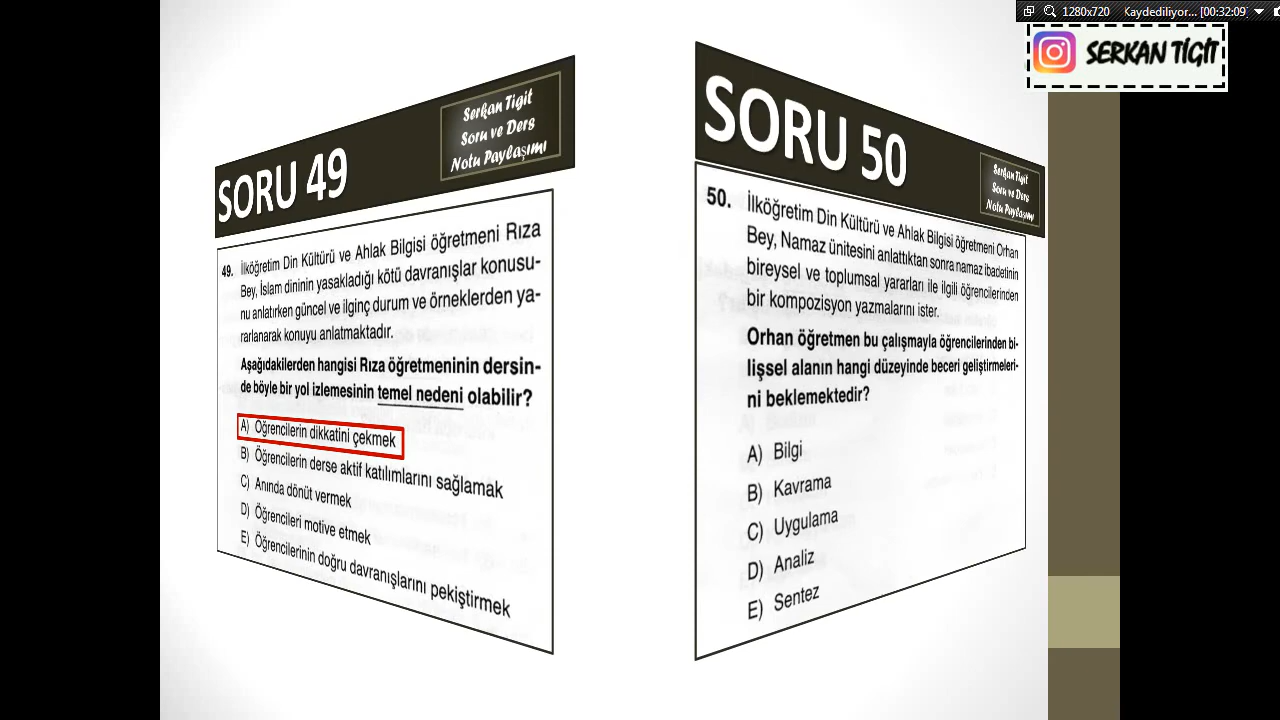 1280x720 Kaydediliyor... [00:32:09]
SERKAN TİGİT
SORU 49
Serkan Tigit
Soru ve Ders
Notu Paylaşımı
49. İlköğretim Din Kültürü ve Ahlak Bilgisi öğretmeni Rıza
Bey, İslam dininin yasakladığı kötü davranışlar konusu-
nu anlatırken güncel ve ilginç durum ve örneklerden ya-
rarlanarak konuyu anlatmaktadır.
Aşağıdakilerden hangisi Rıza öğretmeninin dersin-
de böyle bir yol izlemesinin temel nedeni olabilir?
A) Öğrencilerin dikkatini çekmek
B) Öğrencilerin derse aktif katılımlarını sağlamak
C) Anında dönüt vermek
D) Öğrencileri motive etmek
E) Öğrencilerinin doğru davranışlarını pekiştirmek
SORU 50
Serkan Tigit
Soru ve Ders
Notu Paylaşımı
50. İlköğretim Din Kültürü ve Ahlak Bilgisi öğretmeni Orhan
Bey, Namaz ünitesini anlattıktan sonra namaz ibadetinin
bireysel ve toplumsal yararları ile ilgili öğrencilerinden
bir kompozisyon yazmalarını ister.
Orhan öğretmen bu çalışmayla öğrencilerinden bi-
lişsel alanın hangi düzeyinde beceri geliştirmeleri-
ni beklemektedir?
A) Bilgi
B) Kavrama
C) Uygulama
D) Analiz
E) Sentez